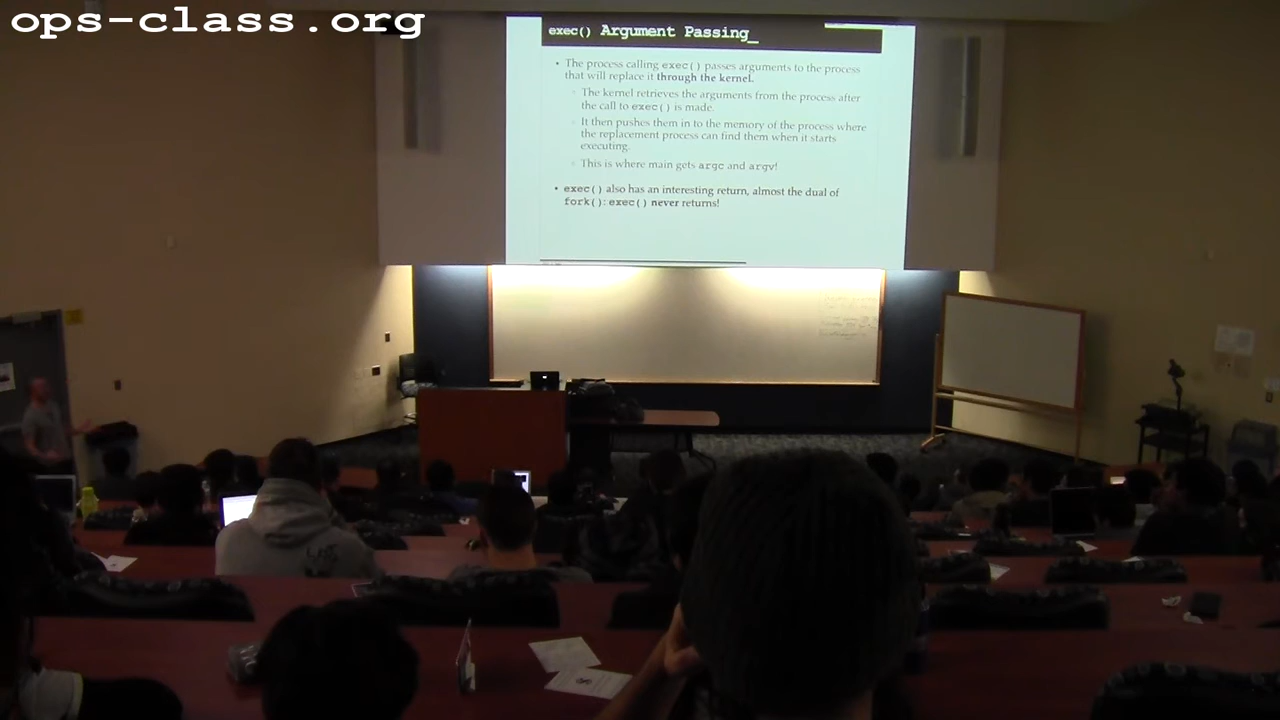 ops-class.org
exec() Argument Passing_
• The process calling exec() passes arguments to the process
that will replace it through the kernel.
The kernel retrieves the arguments from the process after
the call to exec() is made.
It then pushes them in to the memory of the process where
the replacement process can find them when it starts
executing.
This is where main gets argc and argv!
• exec() also has an interesting return, almost the dual of
fork(): exec() never returns!